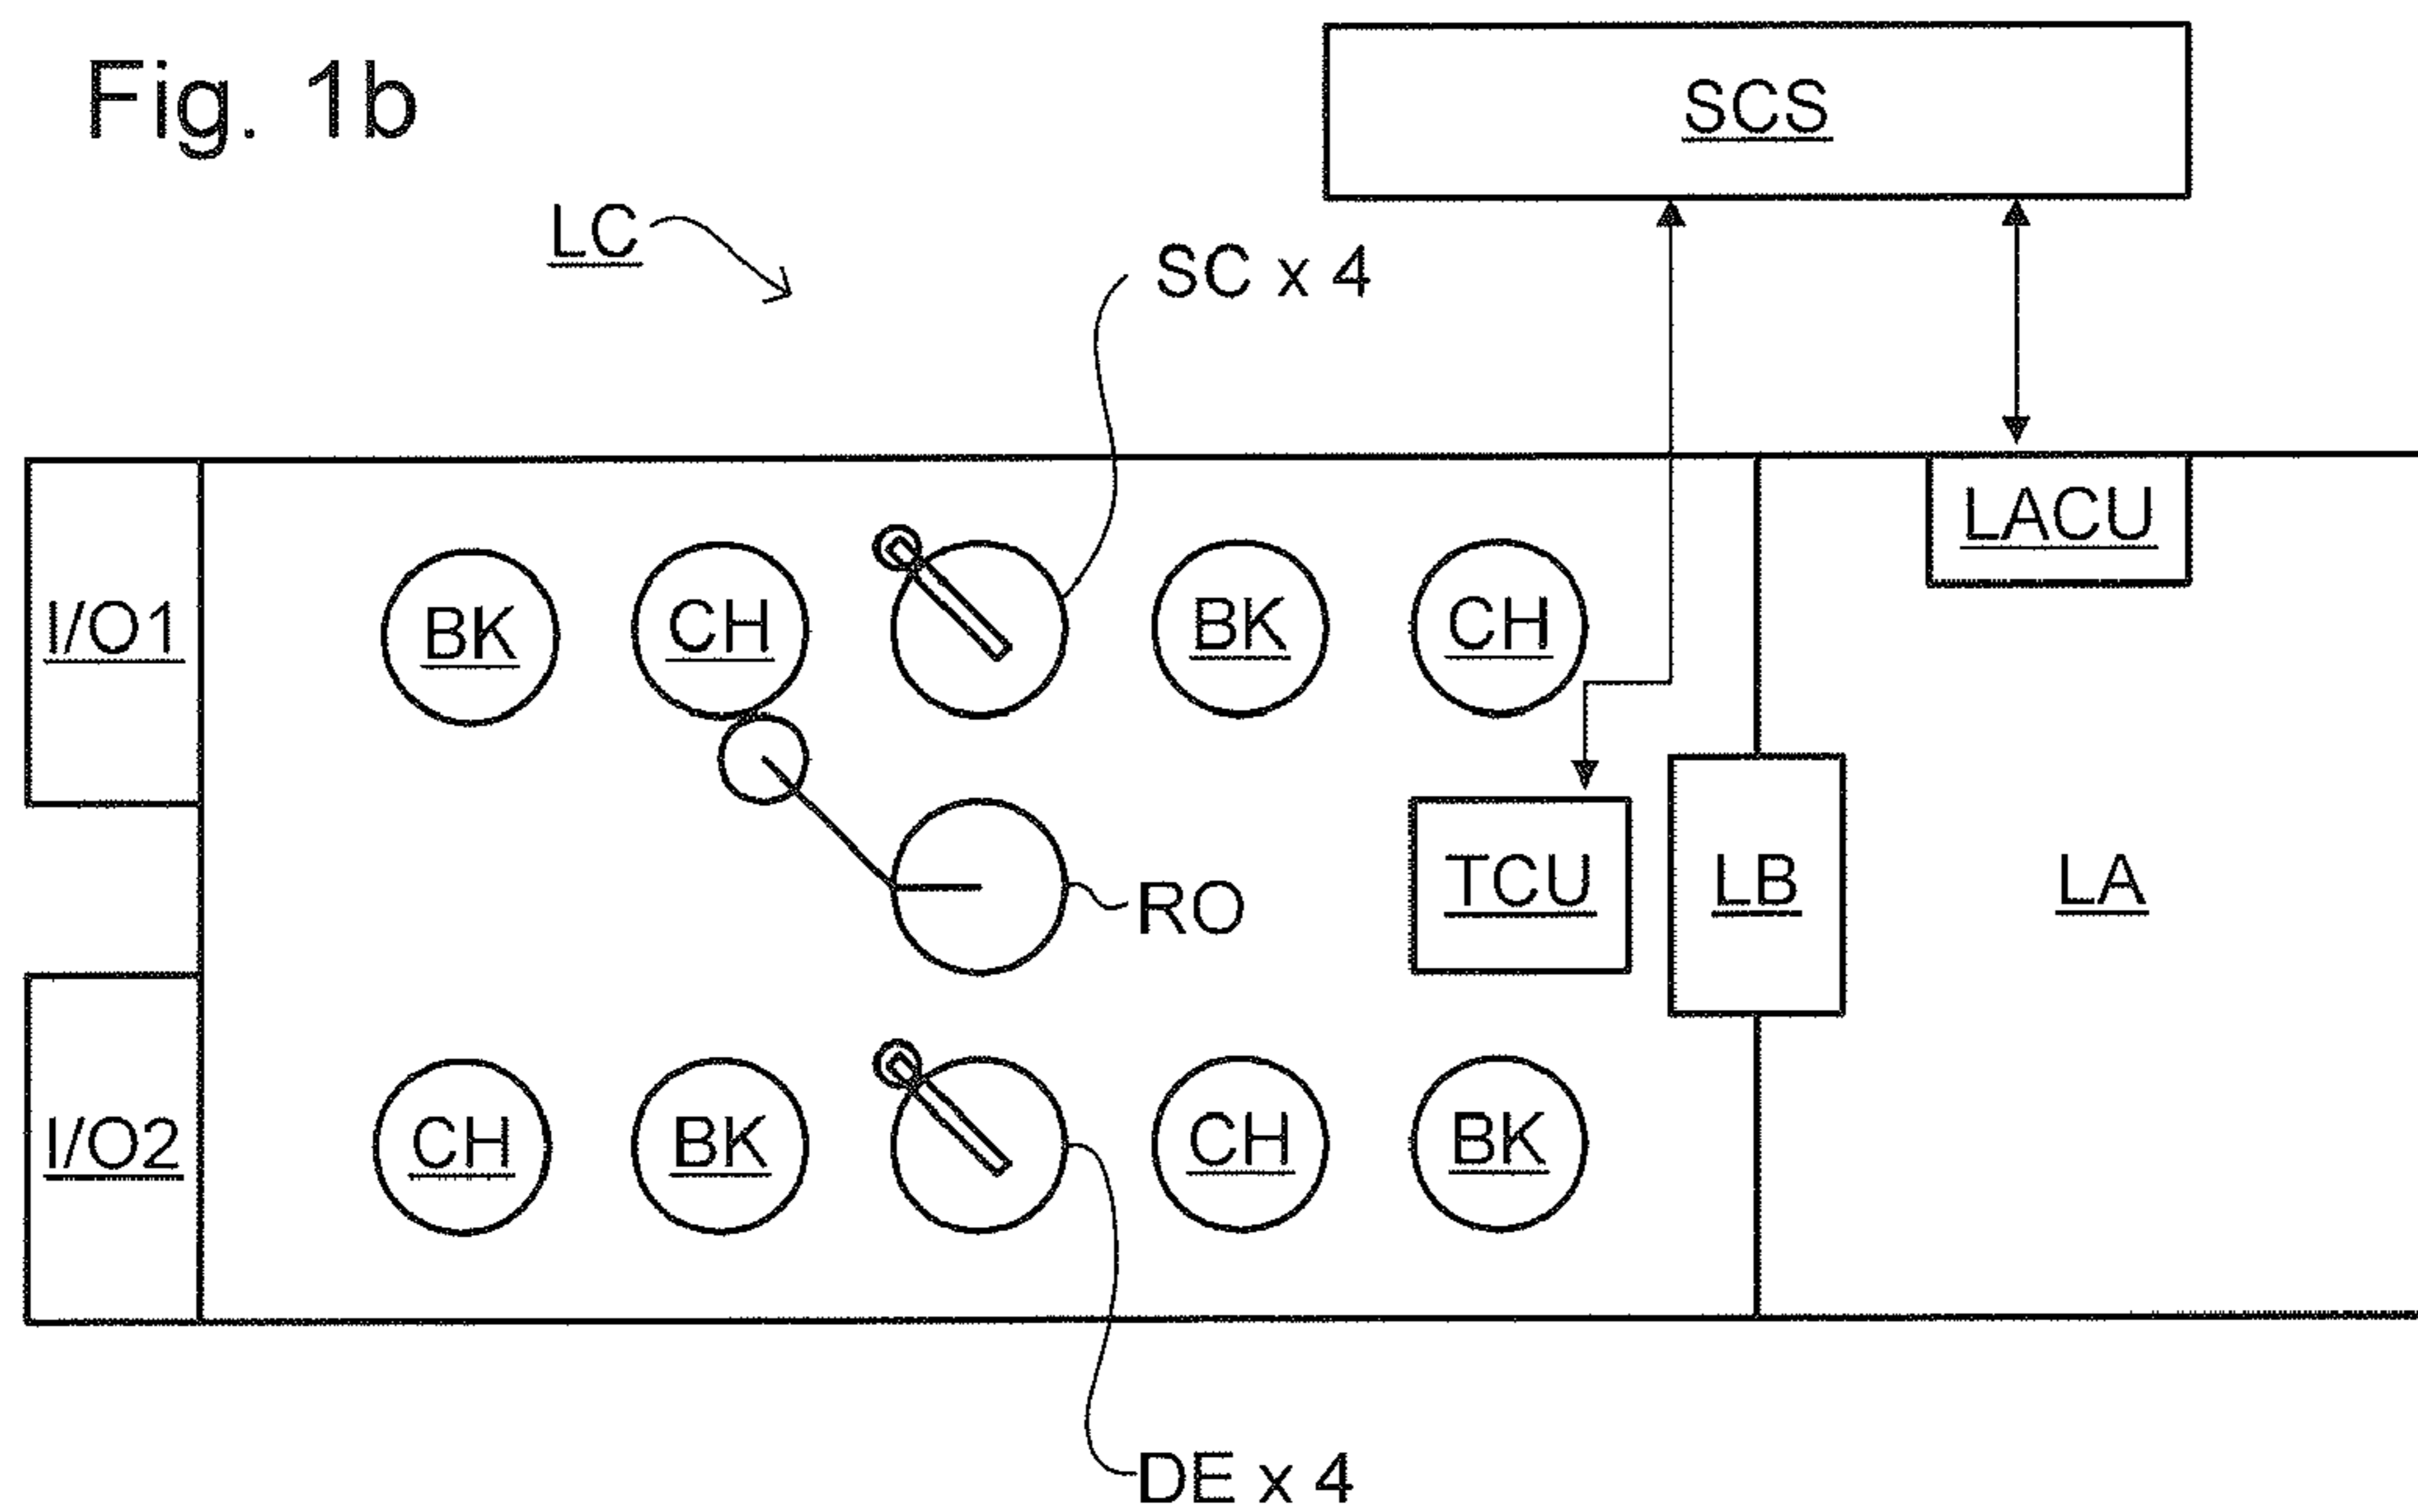 Fig. 1b
SCS
LC
SC x 4
LACU
I/O1
BK
CH
BK
CH
RO
TCU
LB
LA
I/O2
CH
BK
CH
BK
DE x 4